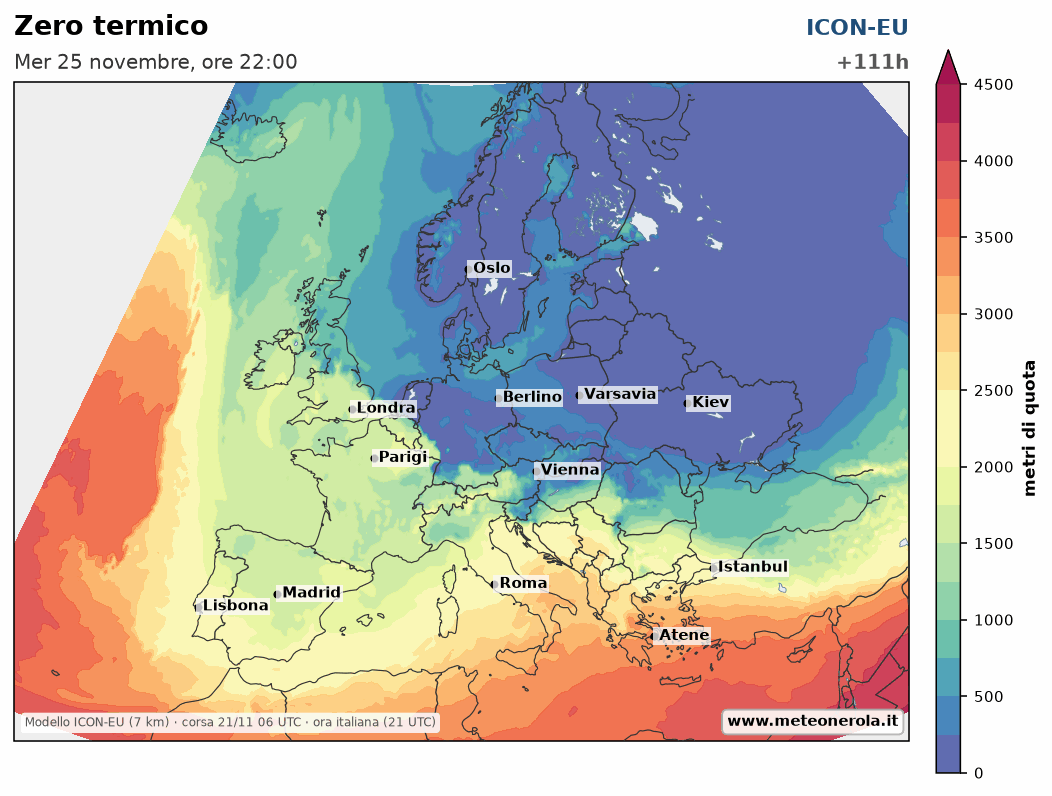 Zero termico
ICON-EU
Mer 25 novembre, ore 22:00
+111h
4500
4000
3500
3000
2500
2000
1500
1000
500
0
metri di quota
Oslo
Berlino
Varsavia
Kiev
Londra
Parigi
Vienna
Istanbul
Roma
Madrid
Lisbona
Atene
Modello ICON-EU (7 km) · corsa 21/11 06 UTC · ora italiana (21 UTC)
www.meteonerola.it